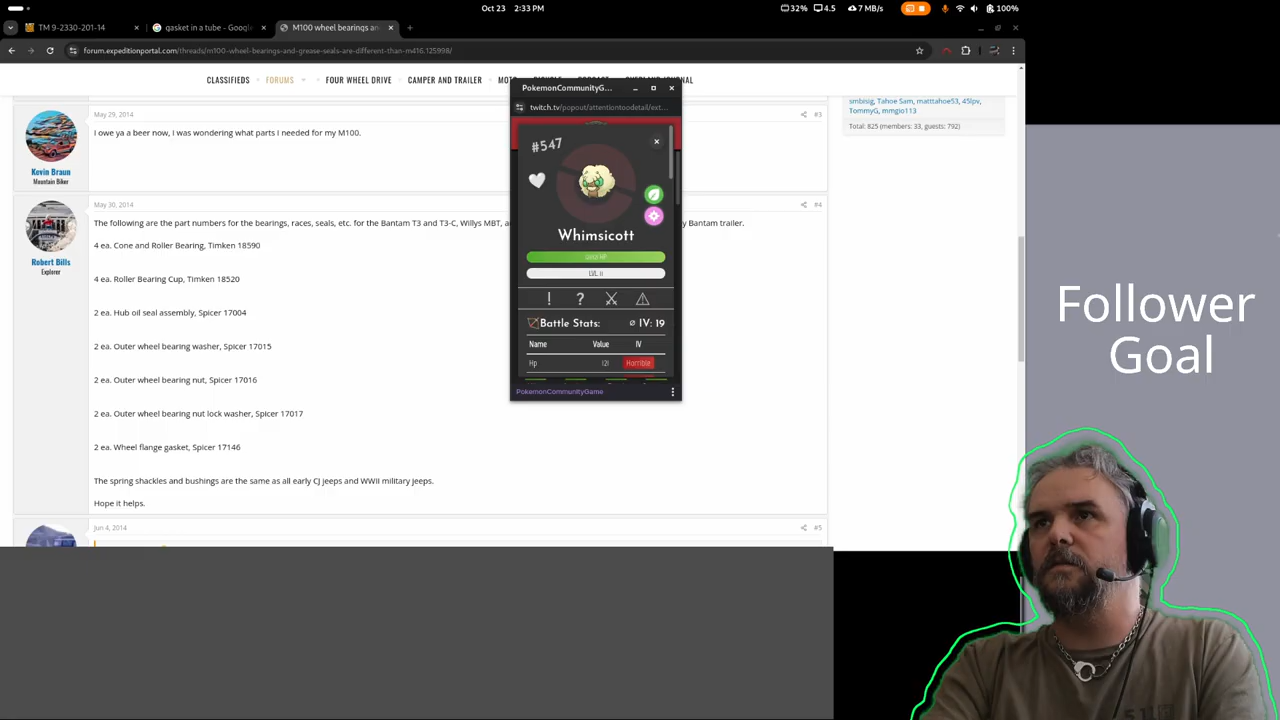 Oct 23 2:33 PM
32% 4.5 7 MB/s 100%
TM 9-2330-201-14
gasket in a tube - Google
M100 wheel bearings an
forum.expeditionportal.com/threads/m100-wheel-bearings-and-grease-seals-are-different-than-m416.125998/
CLASSIFIEDS FORUMS FOUR WHEEL DRIVE CAMPER AND TRAILER
May 29, 2014 #3
I owe ya a beer now, I was wondering what parts I needed for my M100.
Kevin Braun
Mountain Biker
smbisig, Tahoe Sam, matttahoe53, 45lpv,
TommyG, mmgio113
Total: 825 (members: 33, guests: 792)
May 30, 2014 #4
The following are the part numbers for the bearings, races, seals, etc. for the Bantam T3 and T3-C, Willys MBT, a
y Bantam trailer.
Robert Bills
Explorer
4 ea. Cone and Roller Bearing, Timken 18590
4 ea. Roller Bearing Cup, Timken 18520
2 ea. Hub oil seal assembly, Spicer 17004
2 ea. Outer wheel bearing washer, Spicer 17015
2 ea. Outer wheel bearing nut, Spicer 17016
2 ea. Outer wheel bearing nut lock washer, Spicer 17017
2 ea. Wheel flange gasket, Spicer 17146
The spring shackles and bushings are the same as all early CJ jeeps and WWII military jeeps.
Hope it helps.
Jun 4, 2014 #5
PokemonCommunityG...
twitch.tv/popout/attentiontoodetail/ext...
#547
Whimsicott
LVL 11
! ?
Battle Stats: ø IV: 19
Name Value IV
Hp 121 Horrible
PokemonCommunityGame
Follower
Goal